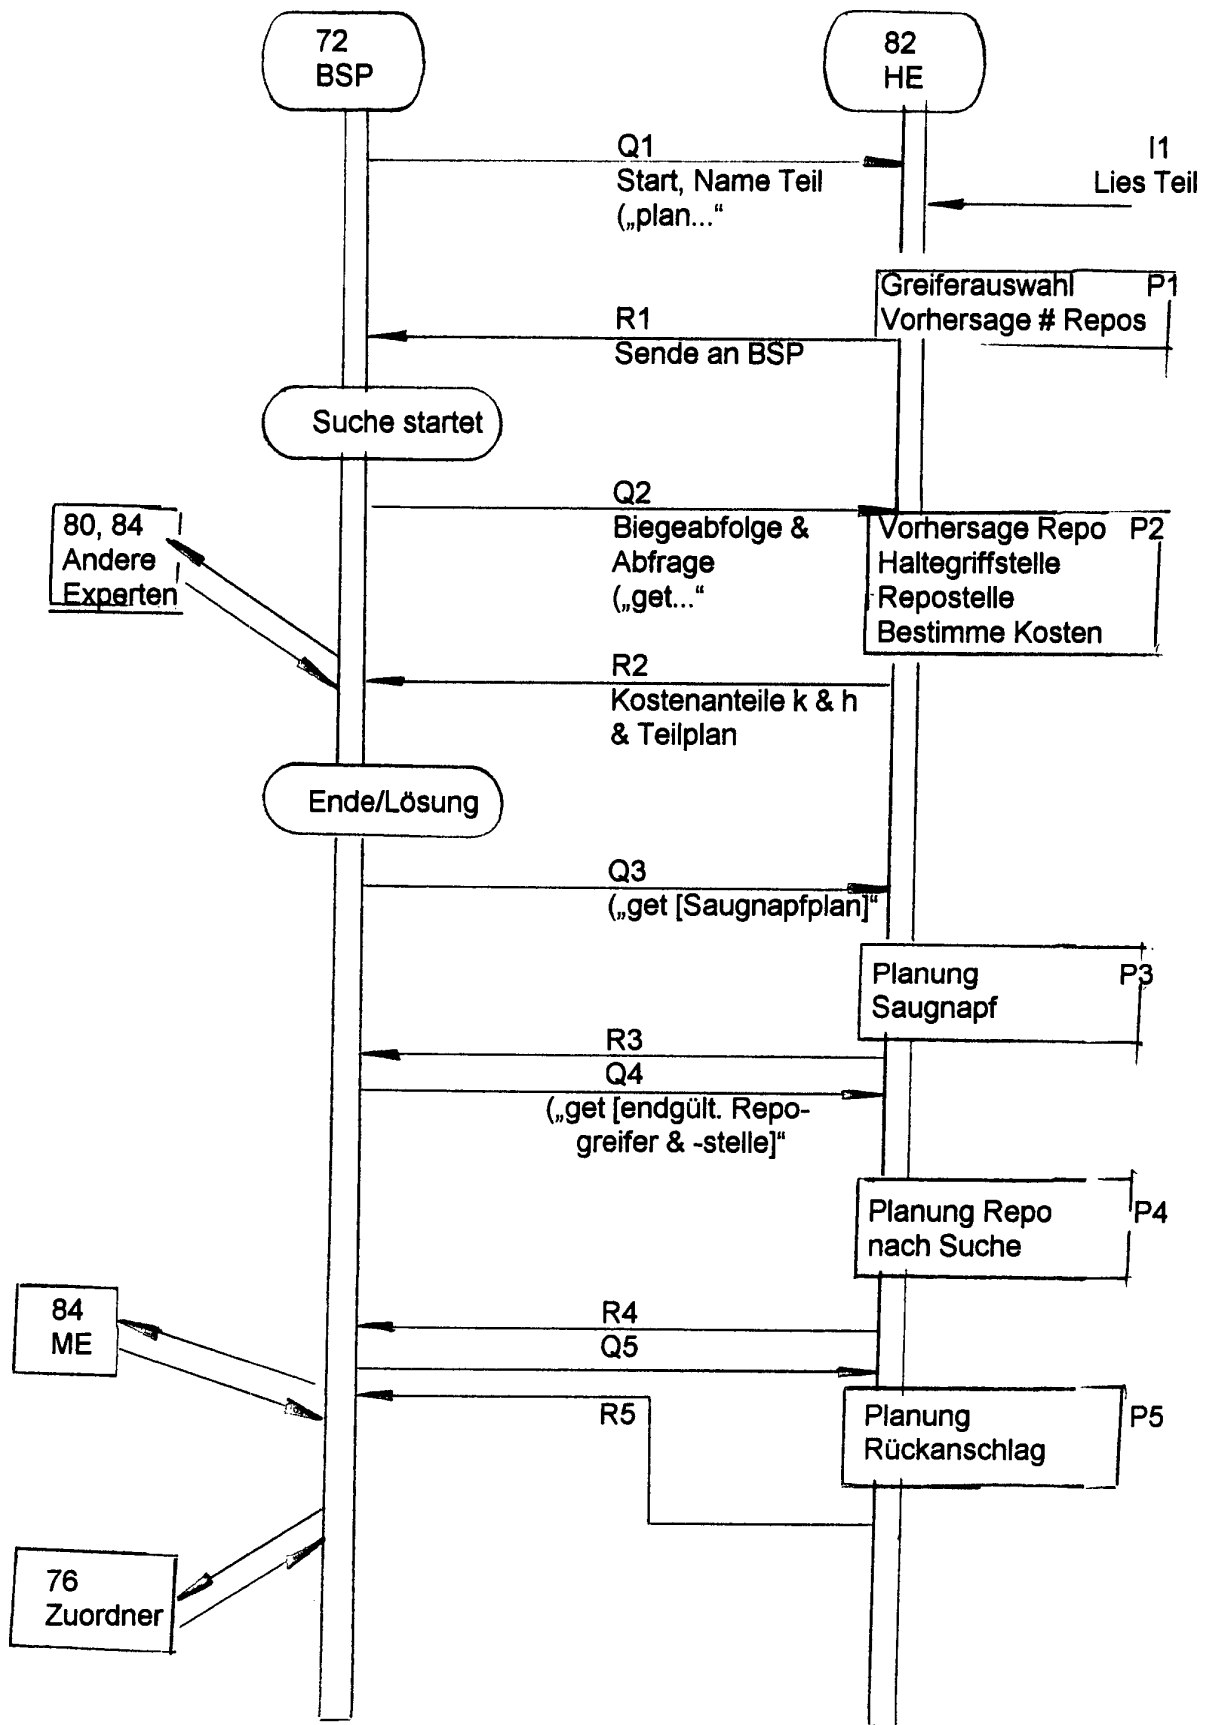 72
BSP
82
HE
Q1
Start, Name Teil
(„plan...“
I1
Lies Teil
Greiferauswahl P1
Vorhersage # Repos
R1
Sende an BSP
Suche startet
Q2
Biegeabfolge &
Abfrage
(„get...“
80, 84
Andere
Experten
Vorhersage Repo P2
Haltegriffstelle
Repostelle
Bestimme Kosten
R2
Kostenanteile k & h
& Teilplan
Ende/Lösung
Q3
(„get [Saugnapfplan]“
Planung P3
Saugnapf
R3
Q4
(„get [endgült. Repo-
greifer & -stelle]“
Planung Repo P4
nach Suche
84
ME
R4
Q5
R5
Planung P5
Rückanschlag
76
Zuordner